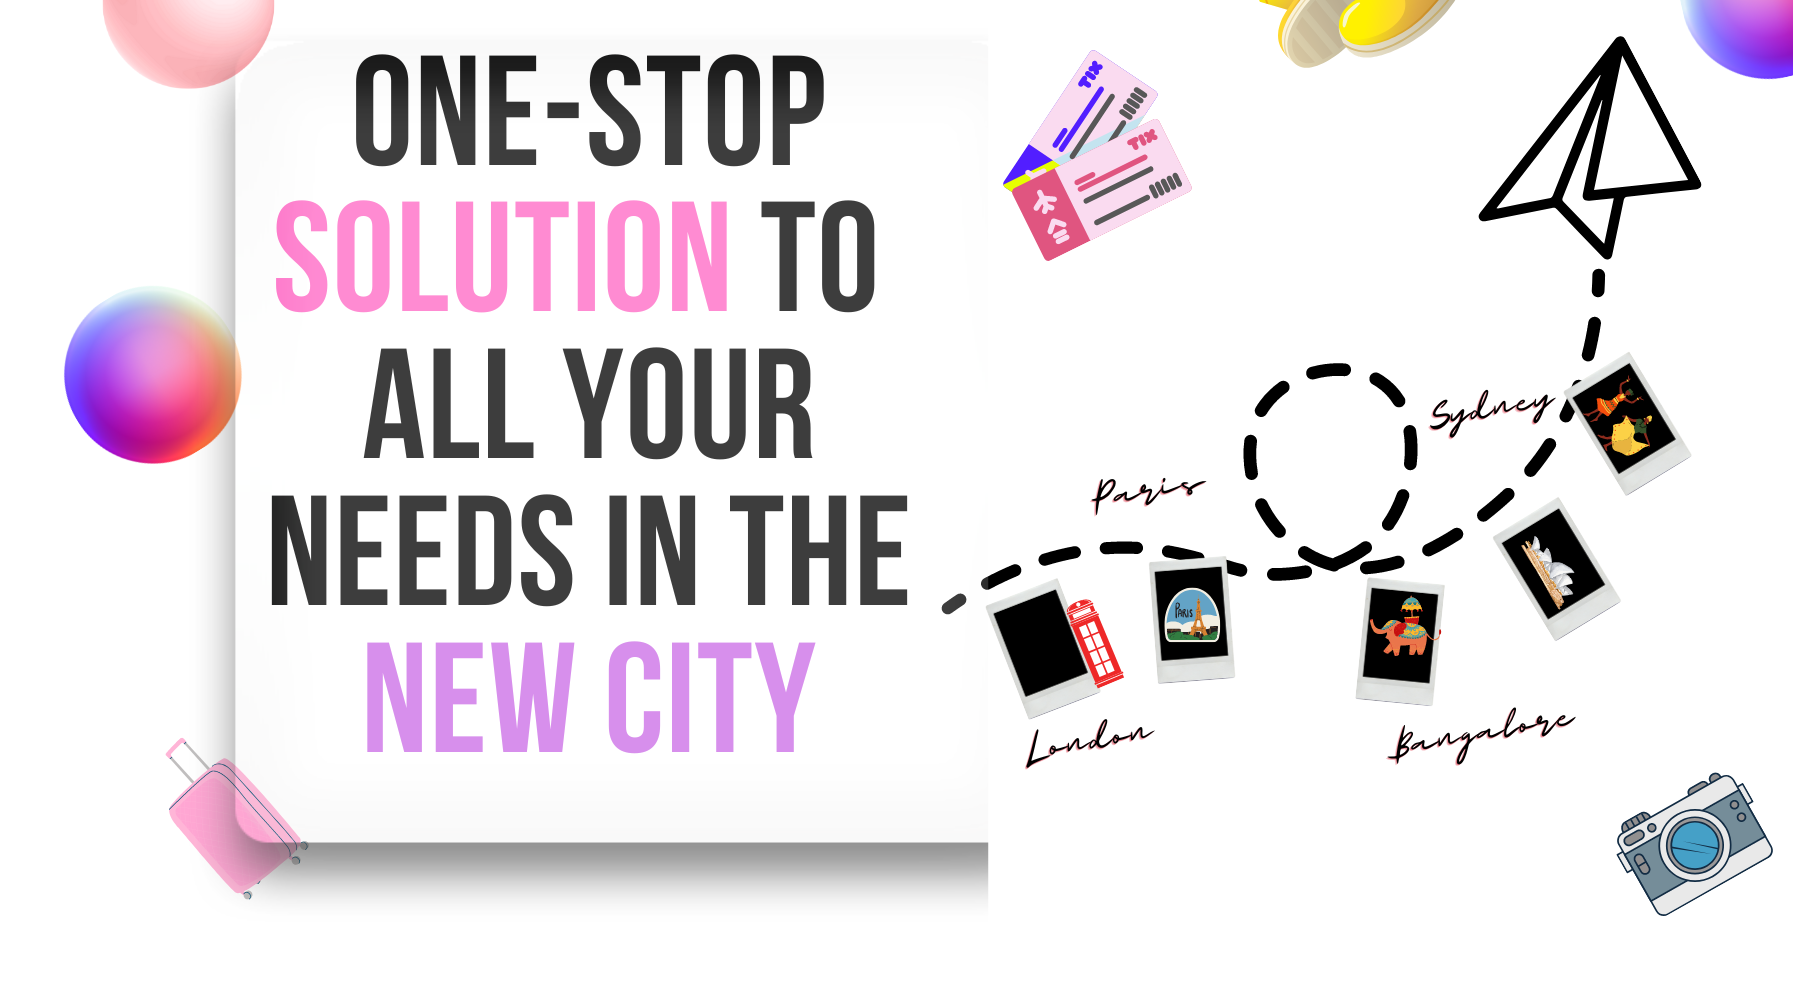 ONE-STOP
SOLUTION TO
ALL YOUR
NEEDS IN THE
NEW CITY
TIX
TIX
Sydney
Paris
PARIS
London
Bangalore